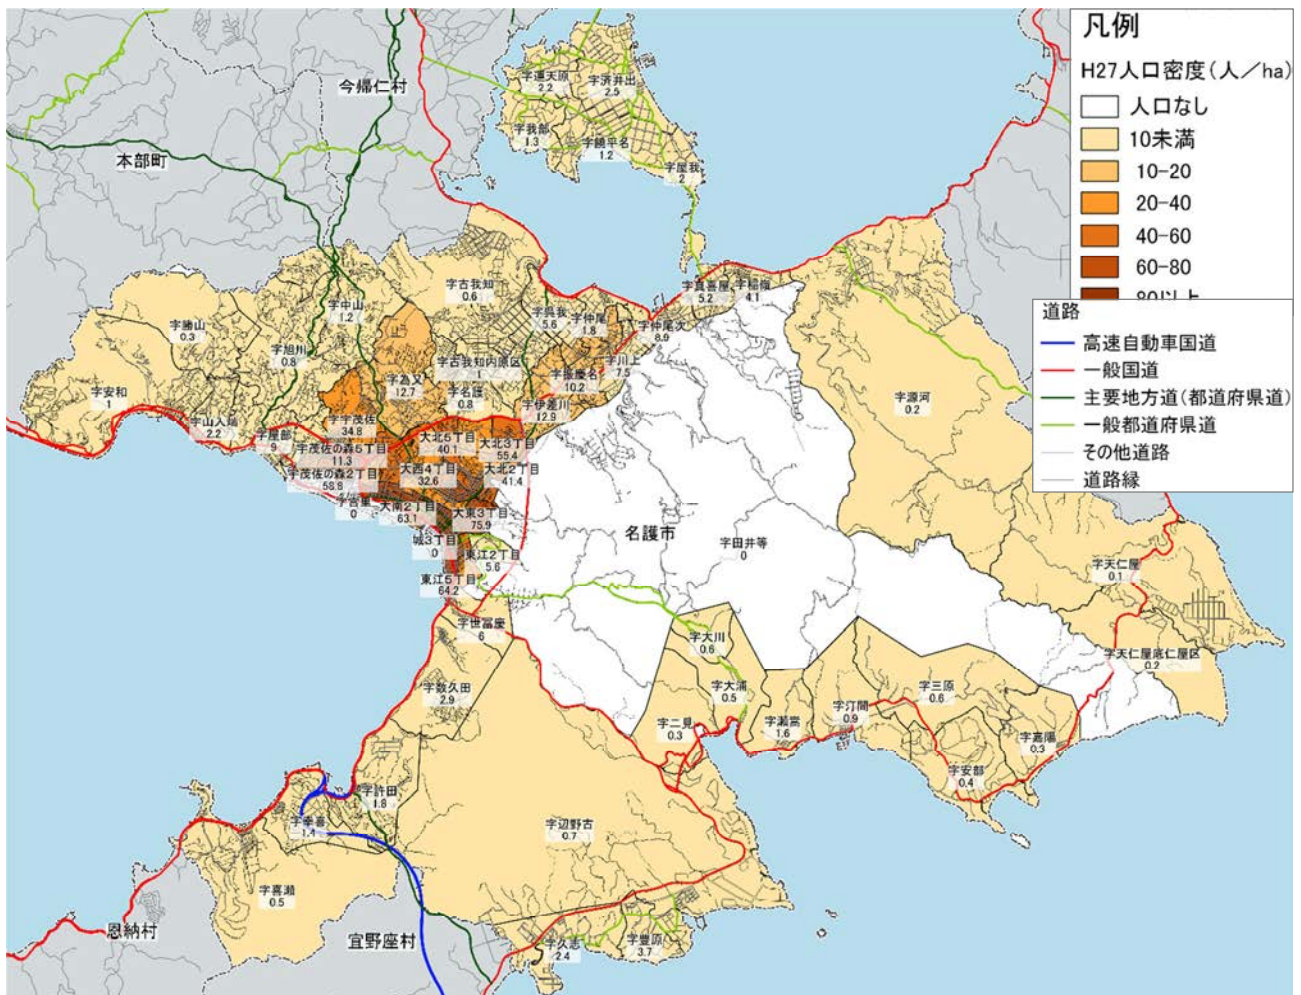 凡例
H27人口密度(人/ha)
人口なし
10未満
10-20
20-40
40-60
60-80
80以上
道路
高速自動車国道
一般国道
主要地方道(都道府県道)
一般都道府県道
その他道路
道路縁
今帰仁村
本部町
字運天原
2.2
字済井出
2.5
字我部
1.3
字饒平名
1.2
字屋我
2
字古我知
0.6
字中山
1.2
字勝山
0.3
字旭川
0.8
字安和
1
字山入端
2.2
字屋部
9
字為又
12.7
字古我知内原区
1
字名護
0.8
字呉我
5.6
字仲尾
1.8
字真喜屋
5.2
字稲嶺
4.1
字仲尾次
8.9
字川上
7.5
字振慶名
10.2
字伊差川
12.9
字宇茂佐
34.8
宇茂佐の森5丁目
11.3
宇茂佐の森2丁目
58.8
大北5丁目
40.1
大北3丁目
55.4
大西4丁目
32.6
大北2丁目
41.4
字宮里
0
大南2丁目
63.1
大東3丁目
75.9
城3丁目
0
東江2丁目
5.6
東江5丁目
64.2
名護市
字田井等
0
字源河
0.2
字天仁屋
0.1
字天仁屋底仁屋区
0.2
字世冨慶
6
字数久田
2.9
字大川
0.6
字大浦
0.5
字二見
0.3
字瀬嵩
1.6
字汀間
0.9
字三原
0.6
字嘉陽
0.3
字安部
0.4
字許田
1.8
字幸喜
1.4
字喜瀬
0.5
字辺野古
0.7
字久志
2.4
字豊原
3.7
恩納村
宜野座村